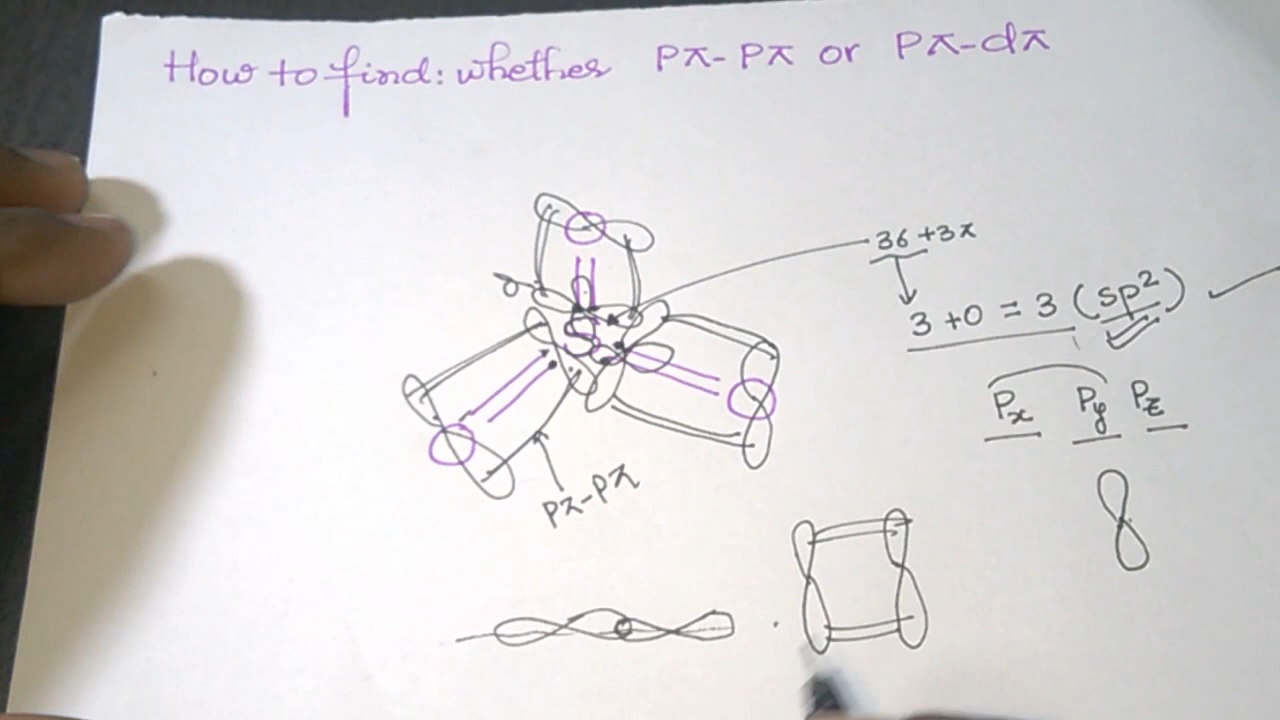 How to find: whether pπ-pπ or pπ-dπ
3σ+3π
σ
3+0=3 (sp²)
S
Px Py Pz
pπ-pπ